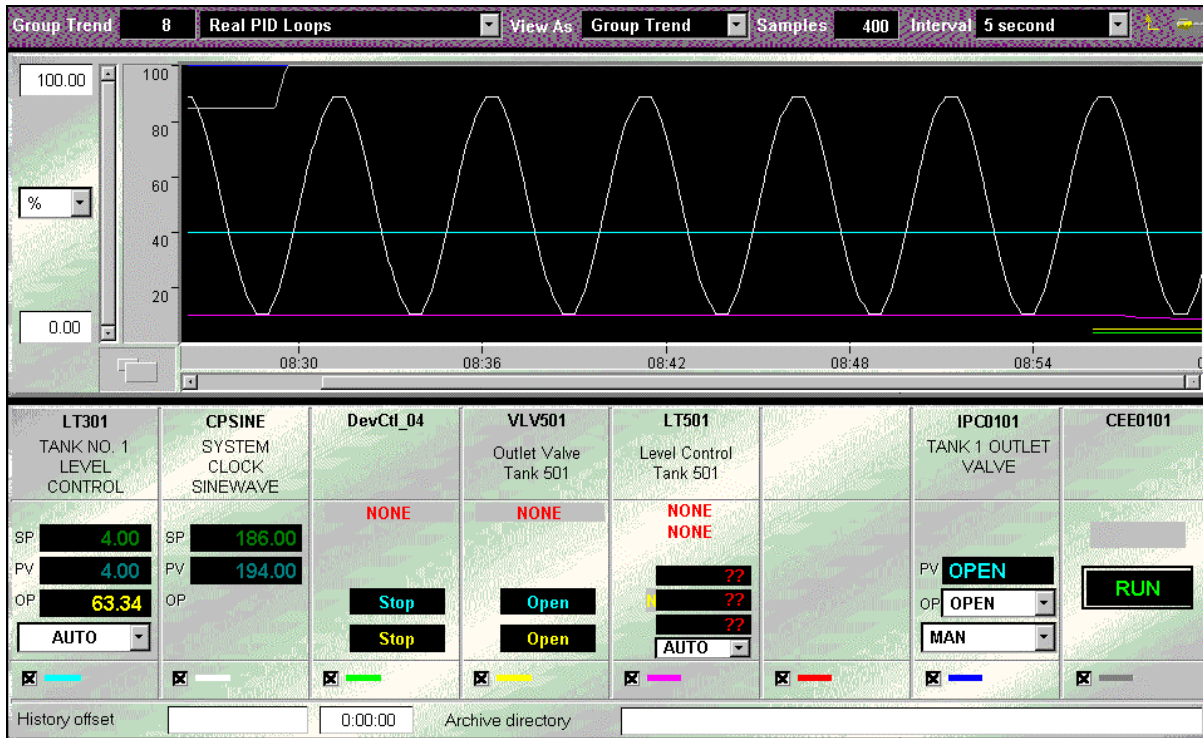 Group Trend 8 Real PID Loops View As Group Trend Samples 400 Interval 5 second
100.00
%
0.00
100
80
60
40
20
08:30 08:36 08:42 08:48 08:54
LT301
TANK NO. 1
LEVEL
CONTROL
SP 4.00
PV 4.00
OP 63.34
AUTO
CPSINE
SYSTEM
CLOCK
SINEWAVE
SP 186.00
PV 194.00
OP
DevCtl_04
NONE
Stop
Stop
VLV501
Outlet Valve
Tank 501
NONE
Open
Open
LT501
Level Control
Tank 501
NONE
NONE
??
N ??
??
AUTO
IPC0101
TANK 1 OUTLET
VALVE
PV OPEN
OP OPEN
MAN
CEE0101
RUN
History offset 0:00:00 Archive directory